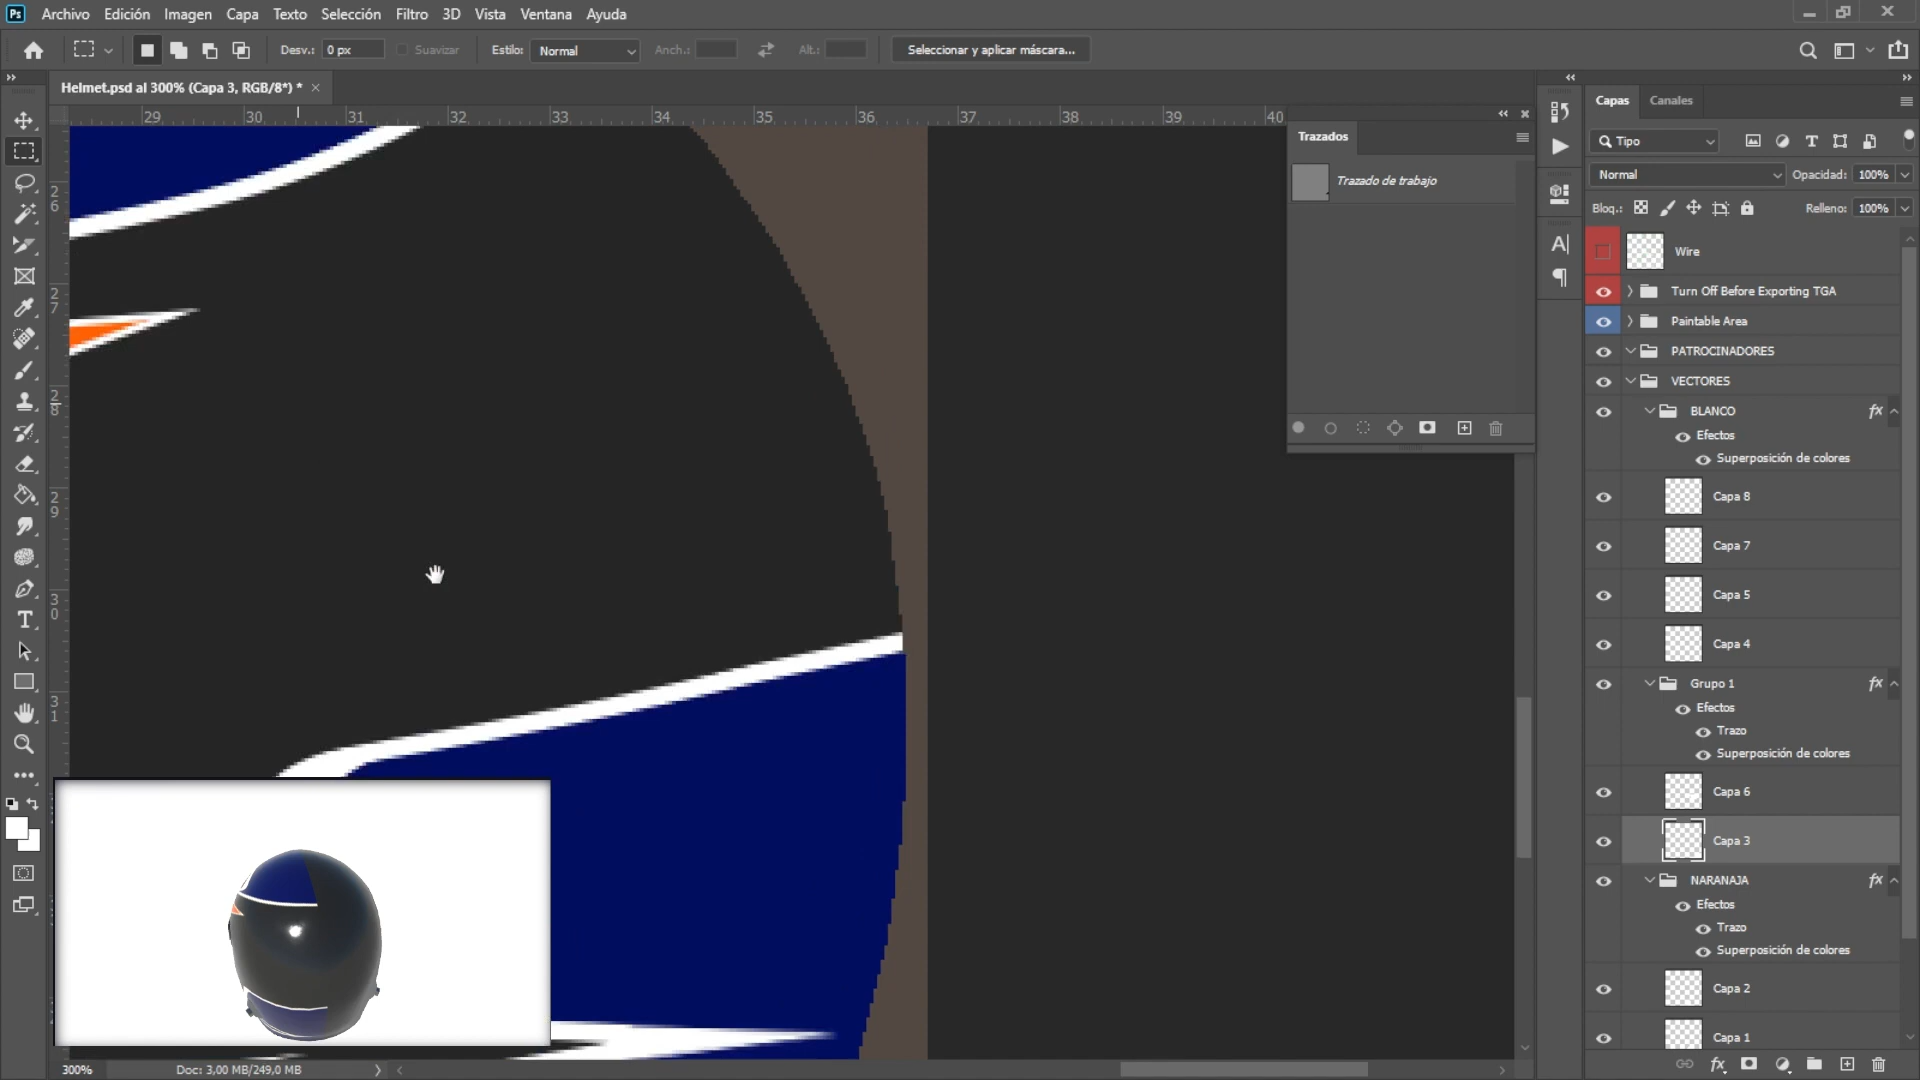 Ps Archivo Edición Imagen Capa Texto Selección Filtro 3D Vista Ventana Ayuda
Desv.: 0 px Suavizar Estilo: Normal Anch.: Alt.: Seleccionar y aplicar máscara...
Helmet.psd al 300% (Capa 3, RGB/8*) * ×
29 30 31 32 33 34 35 36 37 38 39 40
26
27
28
29
30
31
Trazados
Trazado de trabajo
Capas Canales
Tipo
Normal Opacidad: 100%
Bloq.: Relleno: 100%
Wire
Turn Off Before Exporting TGA
Paintable Area
PATROCINADORES
VECTORES
BLANCO fx
Efectos
Superposición de colores
Capa 8
Capa 7
Capa 5
Capa 4
Grupo 1 fx
Efectos
Trazo
Superposición de colores
Capa 6
Capa 3
NARANJA fx
Efectos
Trazo
Superposición de colores
Capa 2
Capa 1
300% Doc: 3,00 MB/249,0 MB